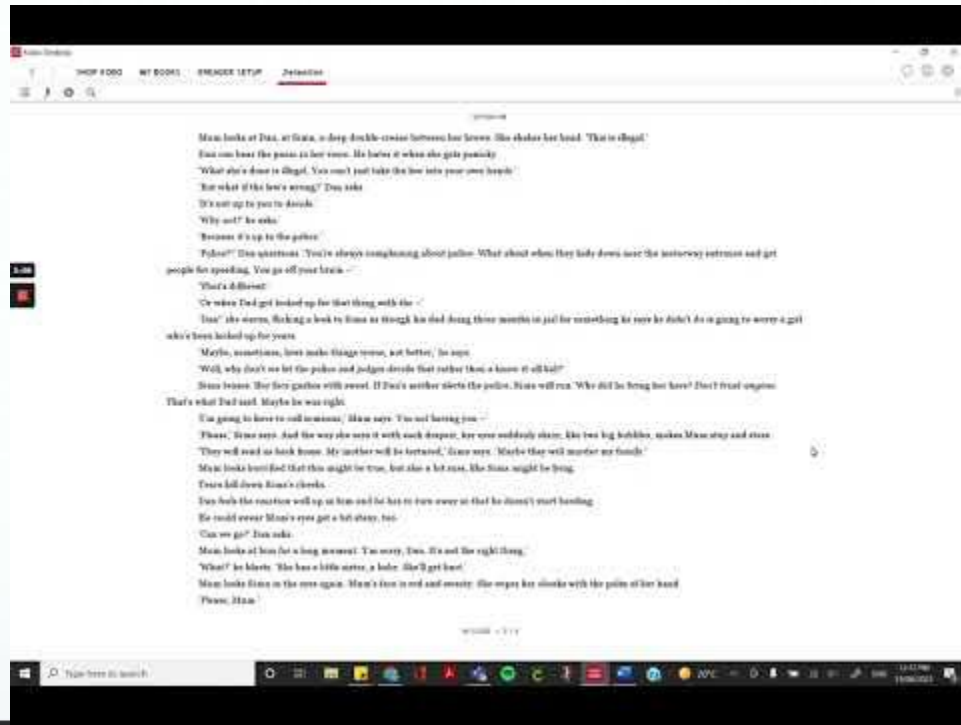 Kobo Desktop
SHOP KOBO MY BOOKS EREADER SETUP Detention
Mum looks at Dan, at Sima, a deep double crease between her brows. She shakes her head. 'This is illegal.'
Dan can hear the panic in her voice. He hates it when she gets panicky.
'What she's done is illegal. You can't just take the law into your own hands.'
'But what if the law's wrong?' Dan asks.
'It's not up to you to decide.'
'Why not?' he asks.
'Because it's up to the police.'
'Police?' Dan questions. 'You're always complaining about police. What about when they hide down near the motorway entrance and get
people for speeding. You go off your brain –'
'That's different.'
'Or when Dad got locked up for that thing with the –'
'Dan!' she warns, flicking a look to Sima as though his dad doing three months in jail for something he says he didn't do is going to worry a girl
who's been locked up for years.
'Maybe, sometimes, laws make things worse, not better,' he says.
'Well, why don't we let the police and judges decide that rather than a know-it-all kid?'
Sima tenses. Her face gushes with sweat. If Dan's mother alerts the police, Sima will run. Why did he bring her here? Don't trust anyone.
That's what Dad said. Maybe he was right.
'I'm going to have to call someone,' Mum says. 'I'm not having you –'
'Please,' Sima says. And the way she says it with such despair, her eyes suddenly shiny, like two big bubbles, makes Mum stop and stare.
'They will send us back home. My mother will be tortured,' Sima says. 'Maybe they will murder my family.'
Mum looks horrified that this might be true, but also a bit sure, like Sima might be lying.
Tears fall down Sima's cheeks.
Dan feels the emotion well up in him and he has to turn away so that he doesn't start bawling.
He could swear Mum's eyes get a bit shiny, too.
'Can we go?' Dan asks.
Mum looks at him for a long moment. 'I'm sorry, Dan. It's not the right thing.'
'What?' he blurts. 'She has a little sister, a baby. She'll get hurt.'
Mum looks Sima in the eyes again. Mum's face is red and sweaty. She wipes her cheeks with the palm of her hand.
'Please, Mum.'
Type here to search
20°C